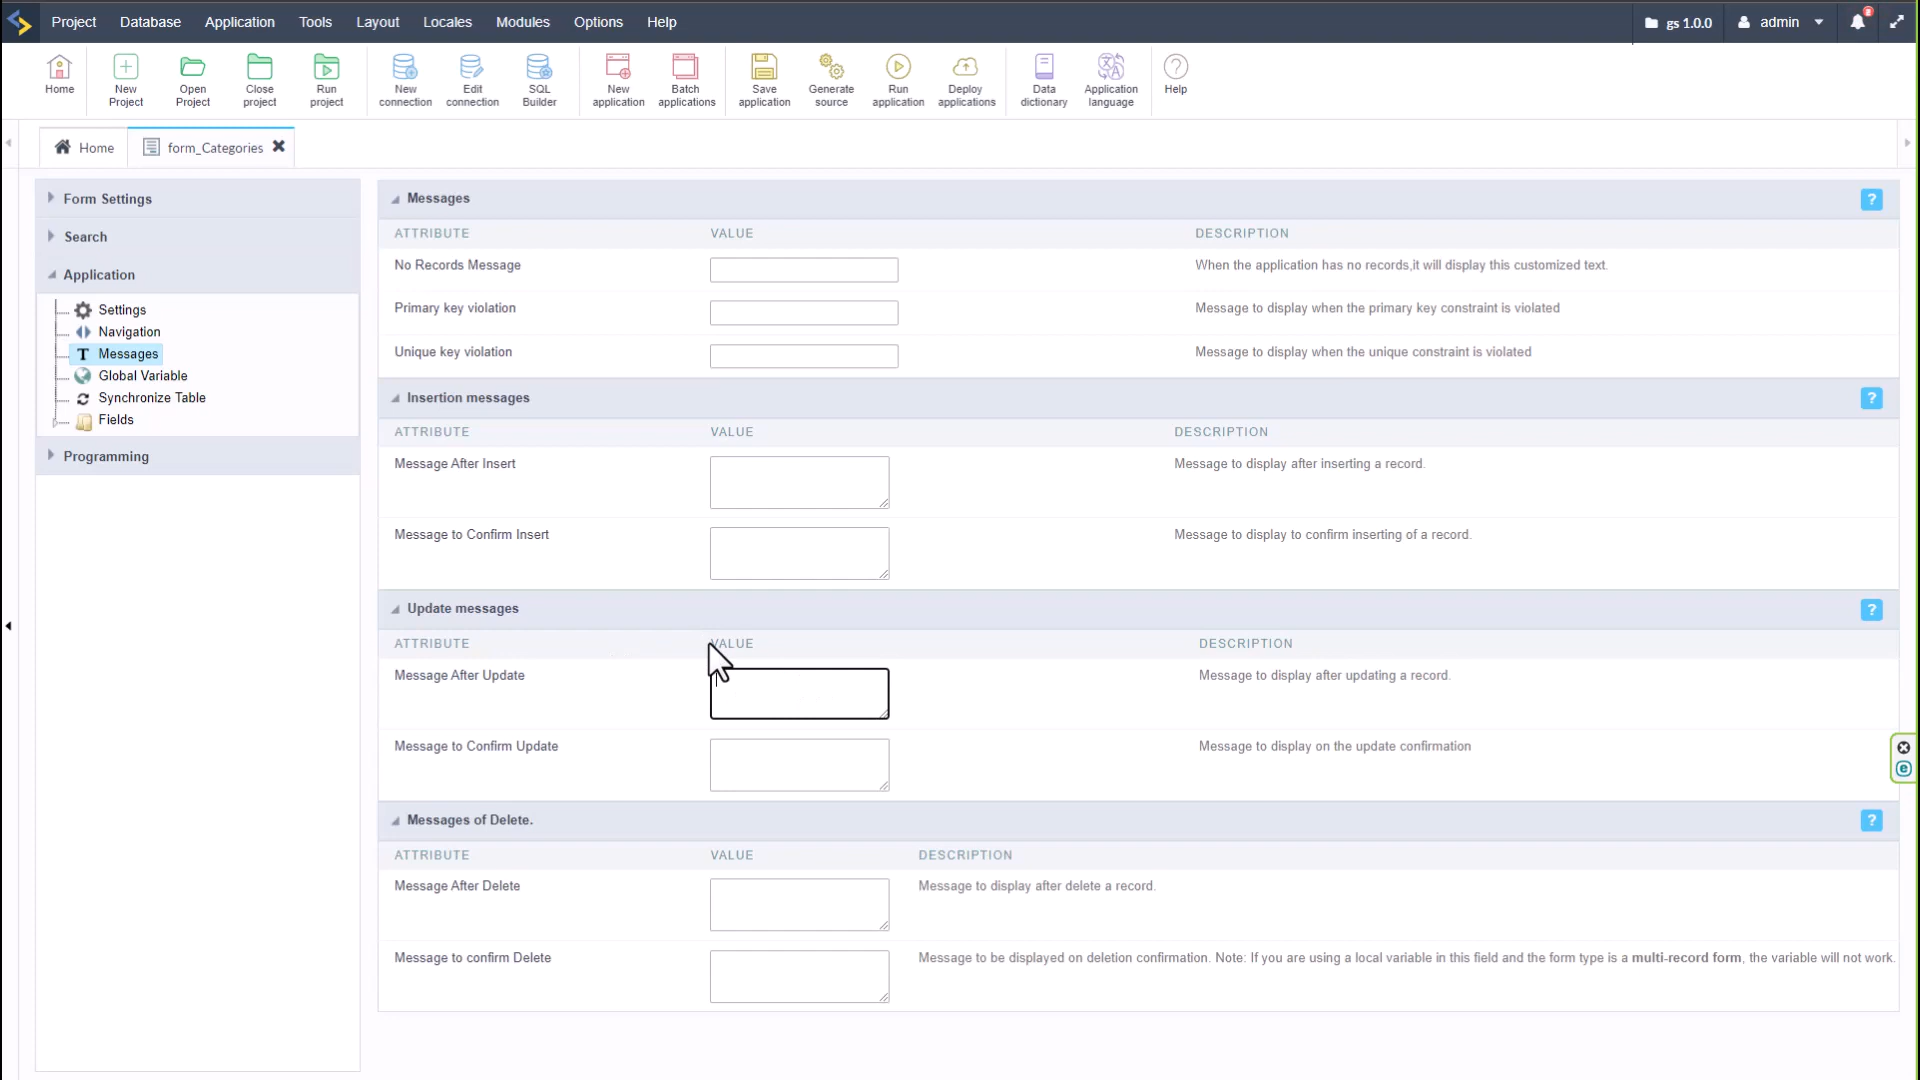 Project Database Application Tools Layout Locales Modules Options Help gs 1.0.0 admin
Home
New Project
Open Project
Close project
Run project
New connection
Edit connection
SQL Builder
New application
Batch applications
Save application
Generate source
Run application
Deploy applications
Data dictionary
Application language
Help
Home form_Categories
Form Settings
Search
Application
Settings
Navigation
Messages
Global Variable
Synchronize Table
Fields
Programming
Messages ?
ATTRIBUTE VALUE DESCRIPTION
No Records Message When the application has no records,it will display this customized text.
Primary key violation Message to display when the primary key constraint is violated
Unique key violation Message to display when the unique constraint is violated
Insertion messages ?
ATTRIBUTE VALUE DESCRIPTION
Message After Insert Message to display after inserting a record.
Message to Confirm Insert Message to display to confirm inserting of a record.
Update messages ?
ATTRIBUTE VALUE DESCRIPTION
Message After Update Message to display after updating a record.
Message to Confirm Update Message to display on the update confirmation
Messages of Delete. ?
ATTRIBUTE VALUE DESCRIPTION
Message After Delete Message to display after delete a record.
Message to confirm Delete Message to be displayed on deletion confirmation. Note: If you are using a local variable in this field and the form type is a multi-record form, the variable will not work.